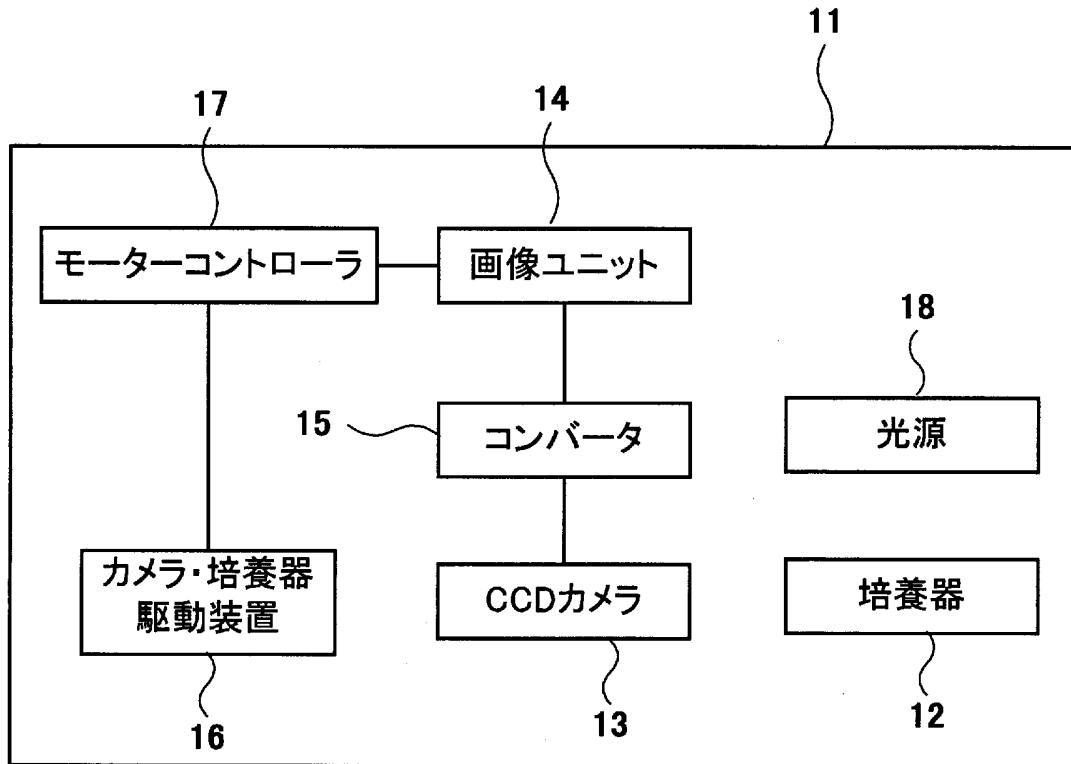 11
17
14
モーターコントローラ
画像ユニット
18
15
コンバータ
光源
カメラ・培養器
駆動装置
CCDカメラ
培養器
16
13
12